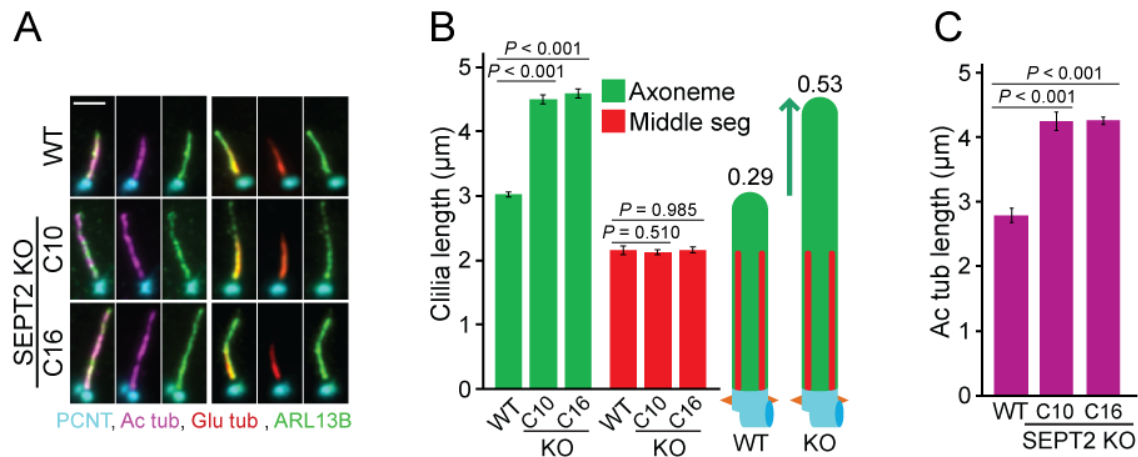 A
WT
SEPT2 KO
C10
C16
PCNT, Ac tub, Glu tub , ARL13B
B
Clilia length (µm)
5
4
3
2
1
0
P < 0.001
P < 0.001
Axoneme
Middle seg
P = 0.985
P = 0.510
WT
C10
C16
KO
WT
C10
C16
KO
0.29
0.53
WT
KO
C
Ac tub length (µm)
5
4
3
2
1
0
P < 0.001
P < 0.001
WT
C10
C16
SEPT2 KO